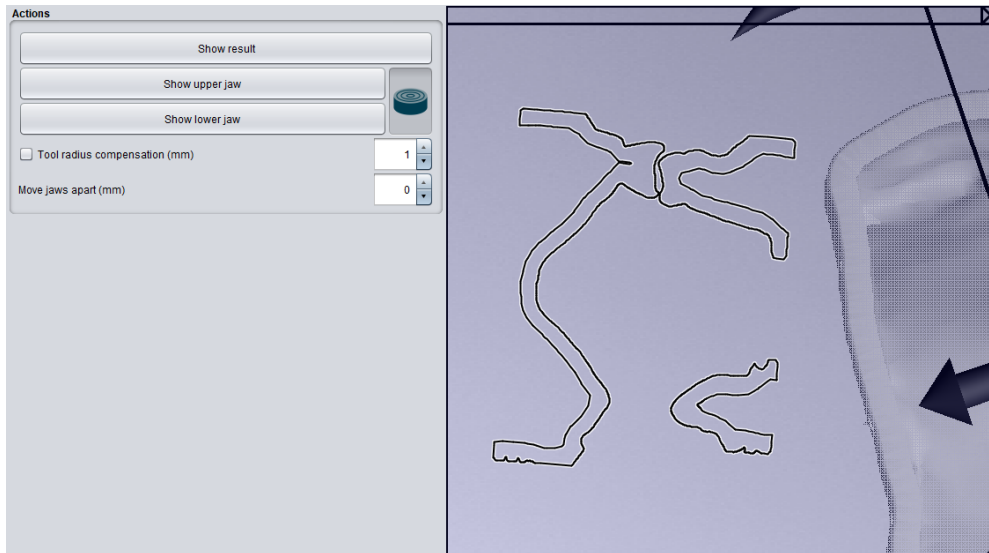 Actions
Show result
Show upper jaw
Show lower jaw
Tool radius compensation (mm) 1
Move jaws apart (mm) 0